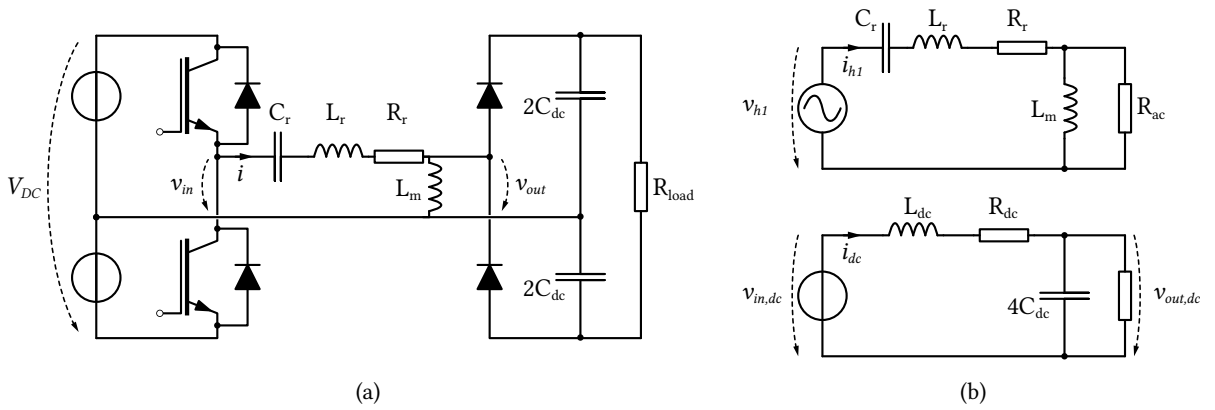 V_DC
v_in
i
C_r
L_r
R_r
L_m
v_out
2C_dc
2C_dc
R_load
(a)
v_h1
i_h1
C_r
L_r
R_r
L_m
R_ac
v_in,dc
i_dc
L_dc
R_dc
4C_dc
v_out,dc
(b)